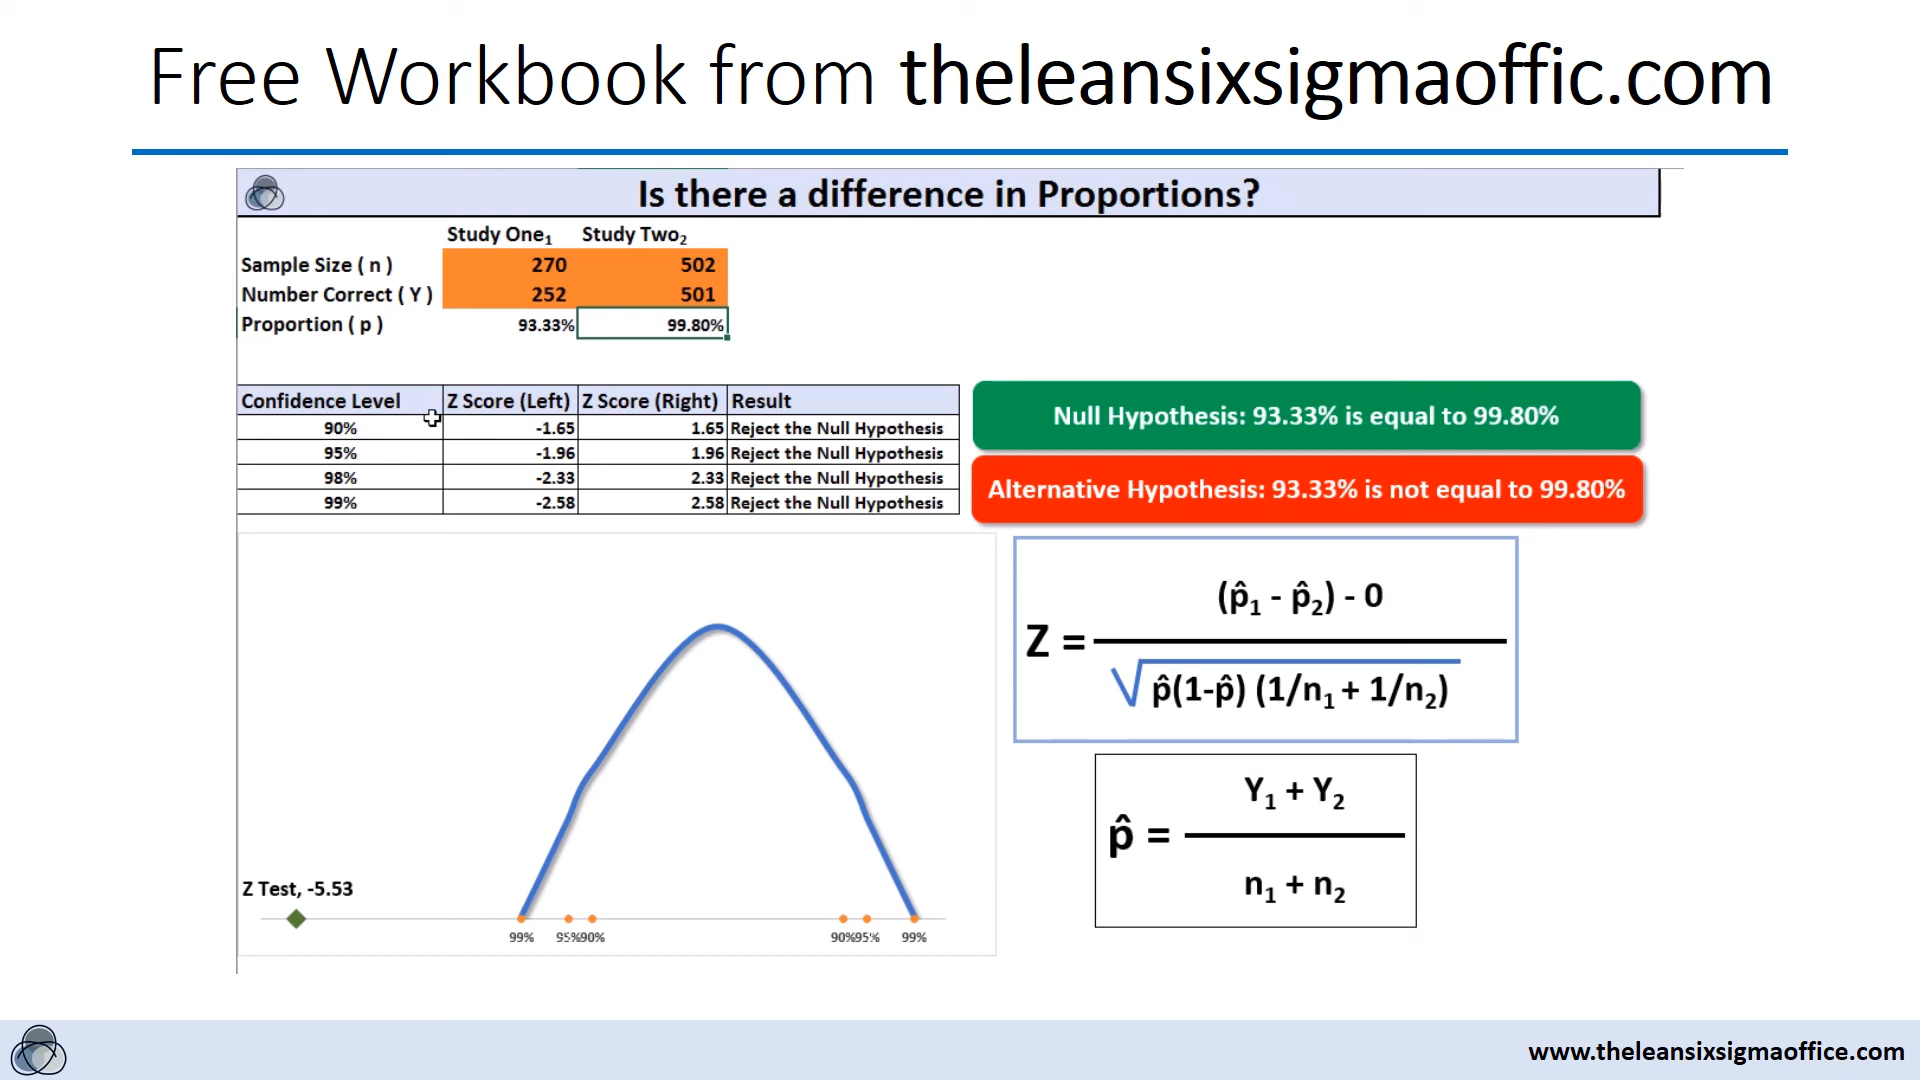 Free Workbook from theleansixsigmaoffic.com
Is there a difference in Proportions?
Study One1 Study Two2
Sample Size ( n ) 270 502
Number Correct ( Y ) 252 501
Proportion ( p ) 93.33% 99.80%
Confidence Level Z Score (Left) Z Score (Right) Result
90% -1.65 1.65 Reject the Null Hypothesis
95% -1.96 1.96 Reject the Null Hypothesis
98% -2.33 2.33 Reject the Null Hypothesis
99% -2.58 2.58 Reject the Null Hypothesis
Null Hypothesis: 93.33% is equal to 99.80%
Alternative Hypothesis: 93.33% is not equal to 99.80%
(p̂1 - p̂2) - 0
Z =
√p̂(1-p̂) (1/n1 + 1/n2)
Y1 + Y2
p̂ =
n1 + n2
Z Test, -5.53
99% 95% 90% 90% 95% 99%
www.theleansixsigmaoffice.com